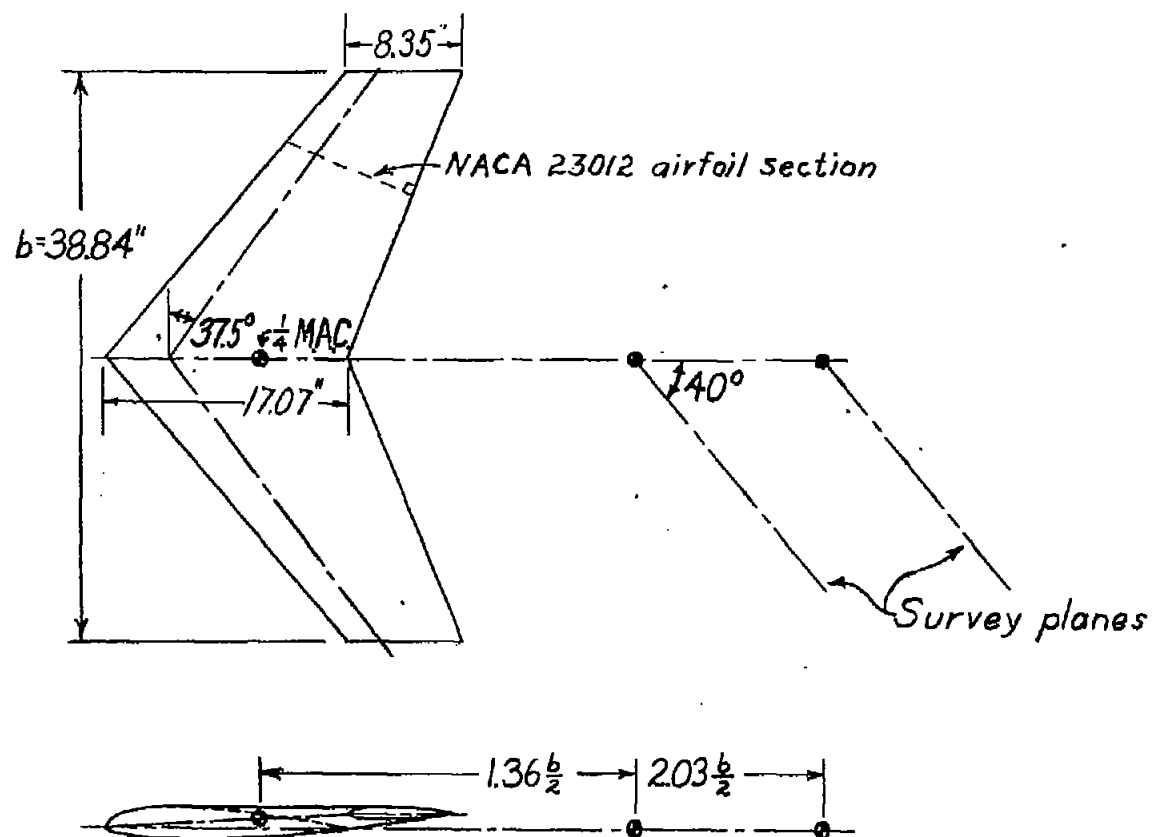 8.35"
NACA 23012 airfoil section
b=38.84"
37.5°
1/4 M.A.C.
17.07"
40°
Survey planes
1.36 b/2
2.03 b/2